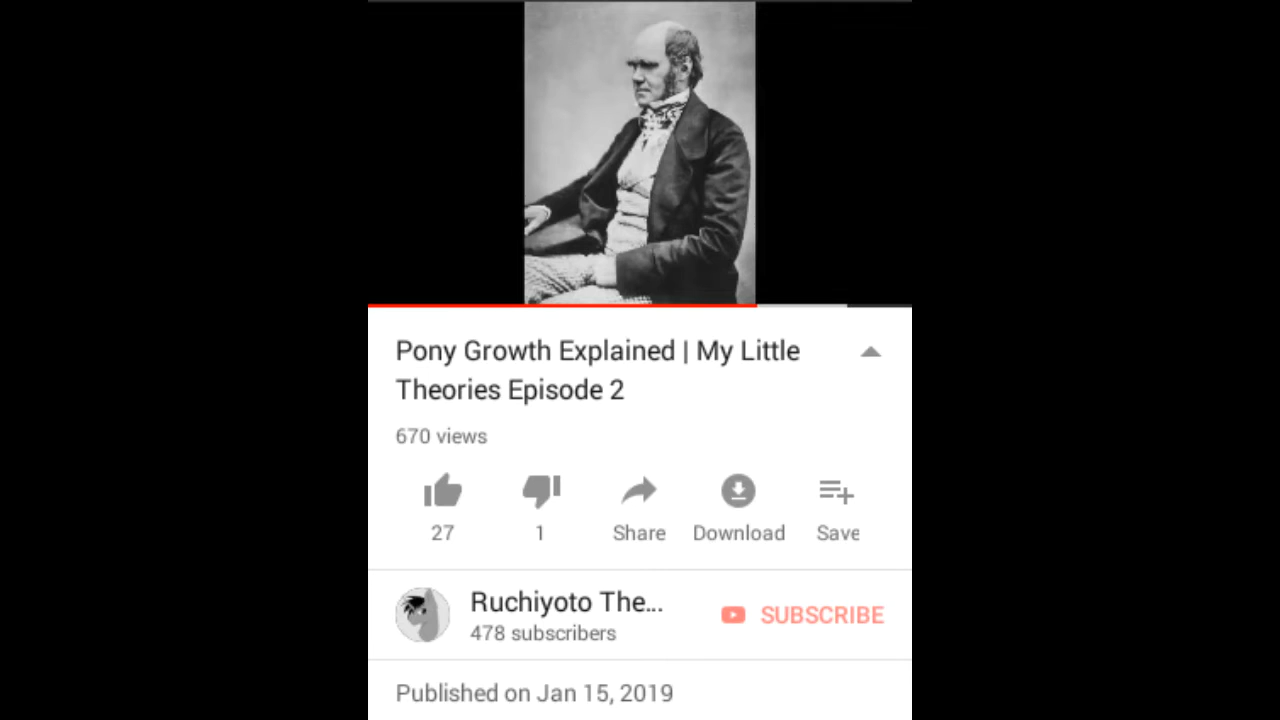 Pony Growth Explained | My Little
Theories Episode 2
670 views
27
1
Share
Download
Save
Ruchiyoto The...
478 subscribers
SUBSCRIBE
Published on Jan 15, 2019